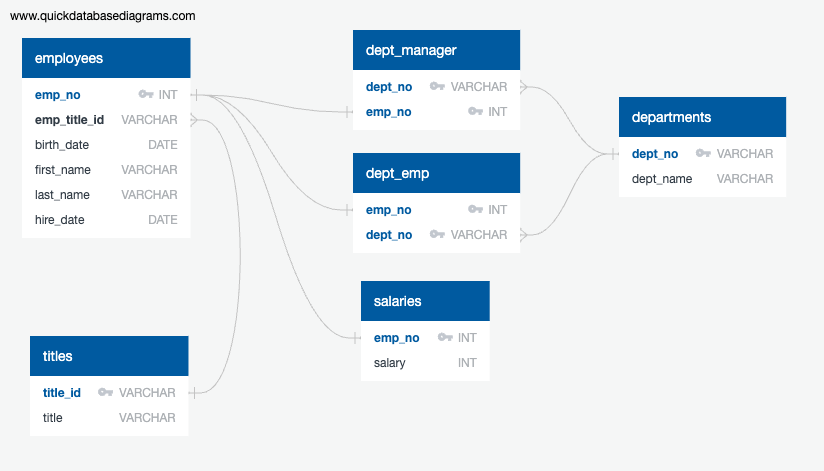 www.quickdatabasediagrams.com
employees
emp_no INT
emp_title_id VARCHAR
birth_date DATE
first_name VARCHAR
last_name VARCHAR
hire_date DATE
dept_manager
dept_no VARCHAR
emp_no INT
departments
dept_no VARCHAR
dept_name VARCHAR
dept_emp
emp_no INT
dept_no VARCHAR
salaries
emp_no INT
salary INT
titles
title_id VARCHAR
title VARCHAR